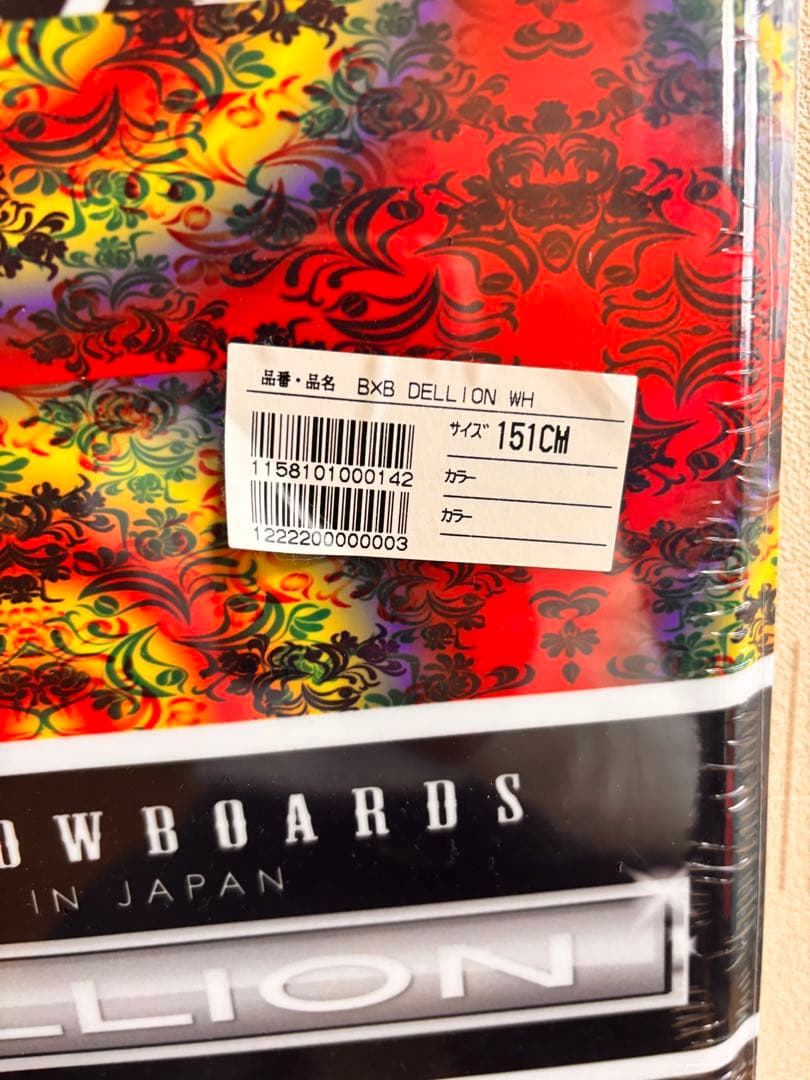 品番・品名 BXB DELLION WH
サイズ 151CM
1158101000142
カラー
カラー
1222200000003
OWBOARDS
IN JAPAN
LLION